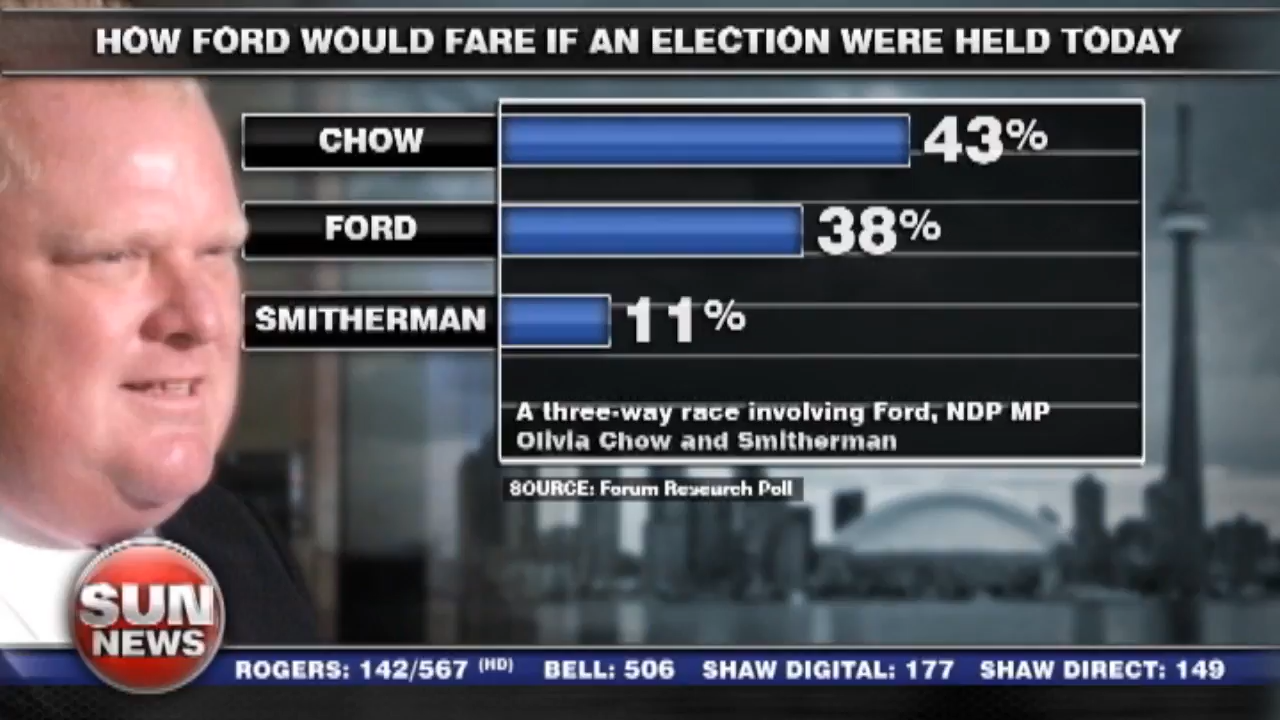 HOW FORD WOULD FARE IF AN ELECTION WERE HELD TODAY
CHOW 43%
FORD 38%
SMITHERMAN 11%
A three-way race involving Ford, NDP MP
Olivia Chow and Smitherman
SOURCE: Forum Research Poll
SUN
NEWS
ROGERS: 142/567 (HD) BELL: 506 SHAW DIGITAL: 177 SHAW DIRECT: 149